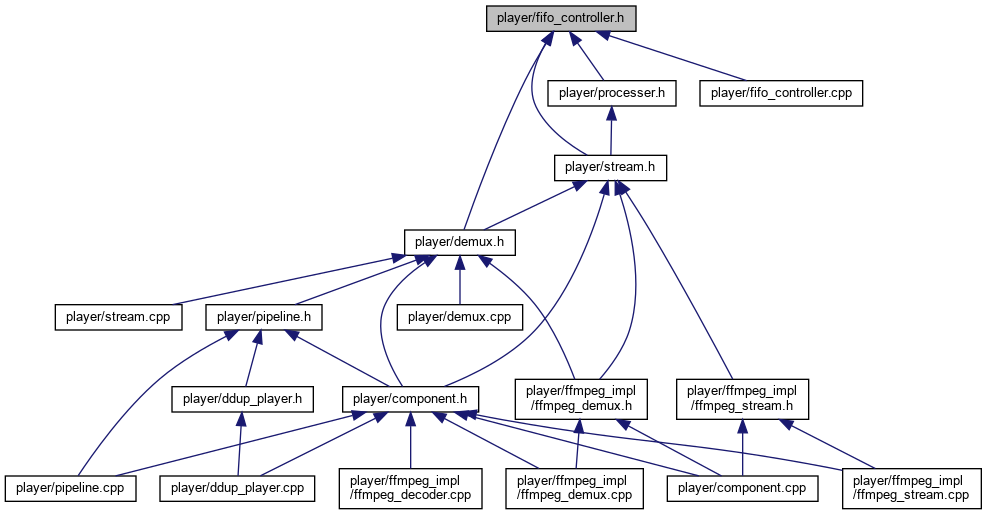 player/fifo_controller.h
player/processer.h
player/fifo_controller.cpp
player/stream.h
player/demux.h
player/stream.cpp
player/pipeline.h
player/demux.cpp
player/ddup_player.h
player/component.h
player/ffmpeg_impl
/ffmpeg_demux.h
player/ffmpeg_impl
/ffmpeg_stream.h
player/pipeline.cpp
player/ddup_player.cpp
player/ffmpeg_impl
/ffmpeg_decoder.cpp
player/ffmpeg_impl
/ffmpeg_demux.cpp
player/component.cpp
player/ffmpeg_impl
/ffmpeg_stream.cpp